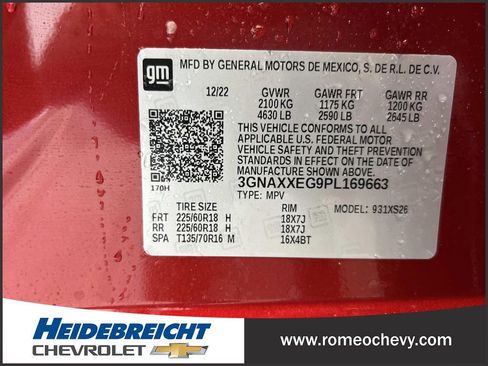 gm
MFD BY GENERAL MOTORS DE MEXICO, S. DE R.L. DE C.V.
12/22 GVWR GAWR FRT GAWR RR
2100 KG 1175 KG 1200 KG
4630 LB 2590 LB 2645 LB
THIS VEHICLE CONFORMS TO ALL
APPLICABLE U.S. FEDERAL MOTOR
VEHICLE SAFETY AND THEFT PREVENTION
STANDARDS IN EFFECT ON THE DATE OF
MANUFACTURE SHOWN ABOVE.
3GNAXXEG9PL169663
170H TYPE: MPV MODEL: 931XS26
TIRE SIZE RIM
FRT 225/60R18 H 18X7J
RR 225/60R18 H 18X7J
SPA T135/70R16 M 16X4BT
HEIDEBREICHT
CHEVROLET
www.romeochevy.com